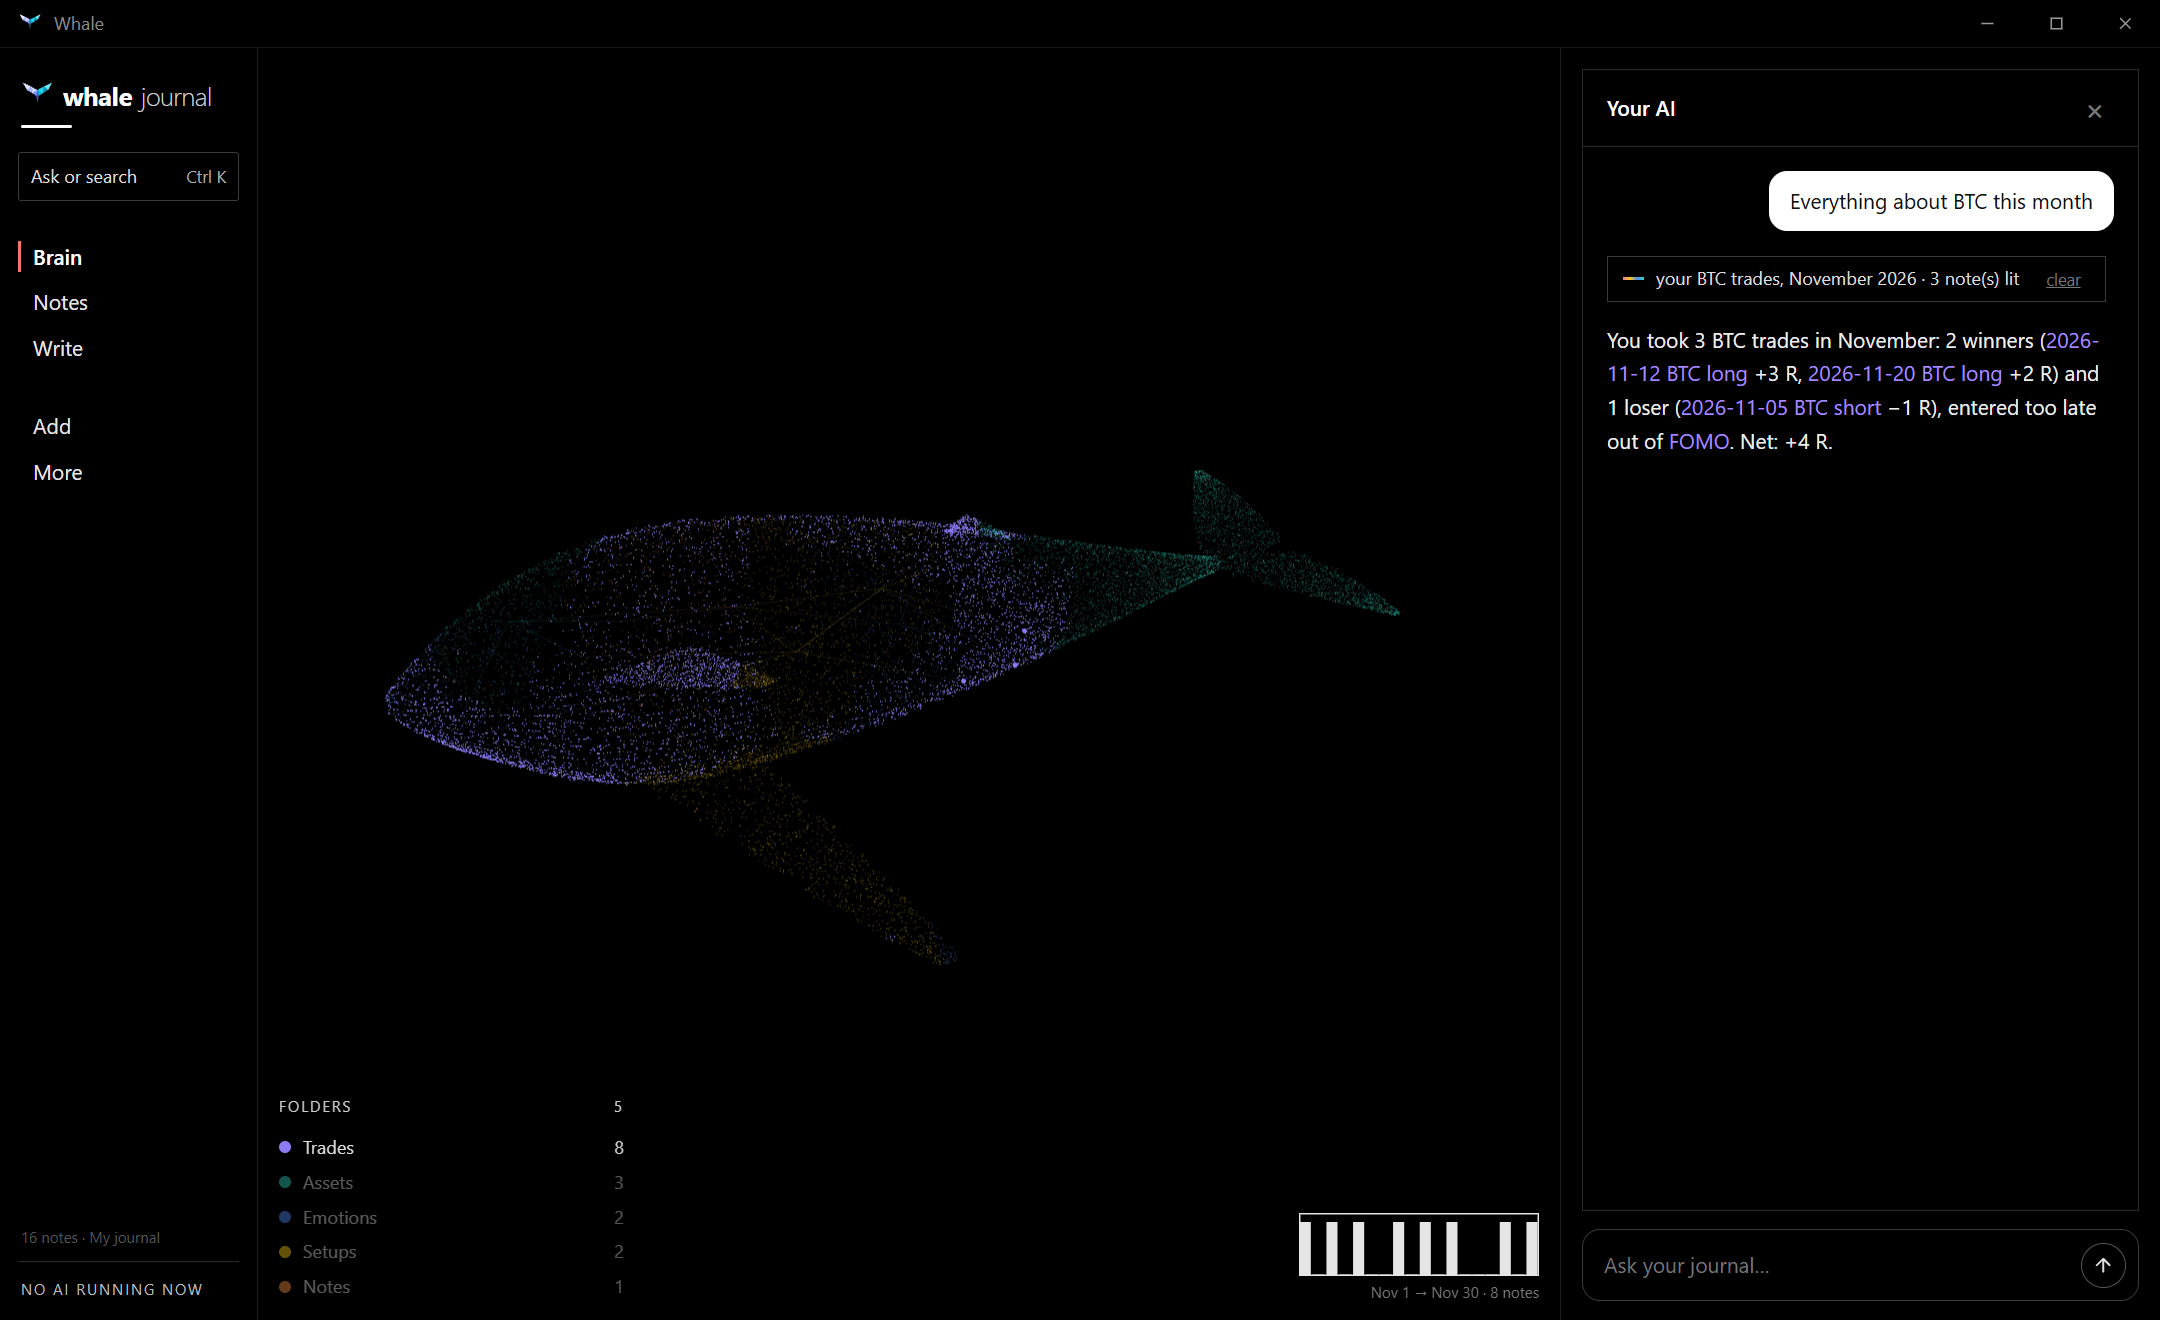 Whale
whale journal
Ask or search Ctrl K
Brain
Notes
Write
Add
More
16 notes · My journal
NO AI RUNNING NOW
FOLDERS 5
Trades 8
Assets 3
Emotions 2
Setups 2
Notes 1
Nov 1 → Nov 30 · 8 notes
Your AI
Everything about BTC this month
your BTC trades, November 2026 · 3 note(s) lit clear
You took 3 BTC trades in November: 2 winners (2026-
11-12 BTC long +3 R, 2026-11-20 BTC long +2 R) and
1 loser (2026-11-05 BTC short −1 R), entered too late
out of FOMO. Net: +4 R.
Ask your journal...